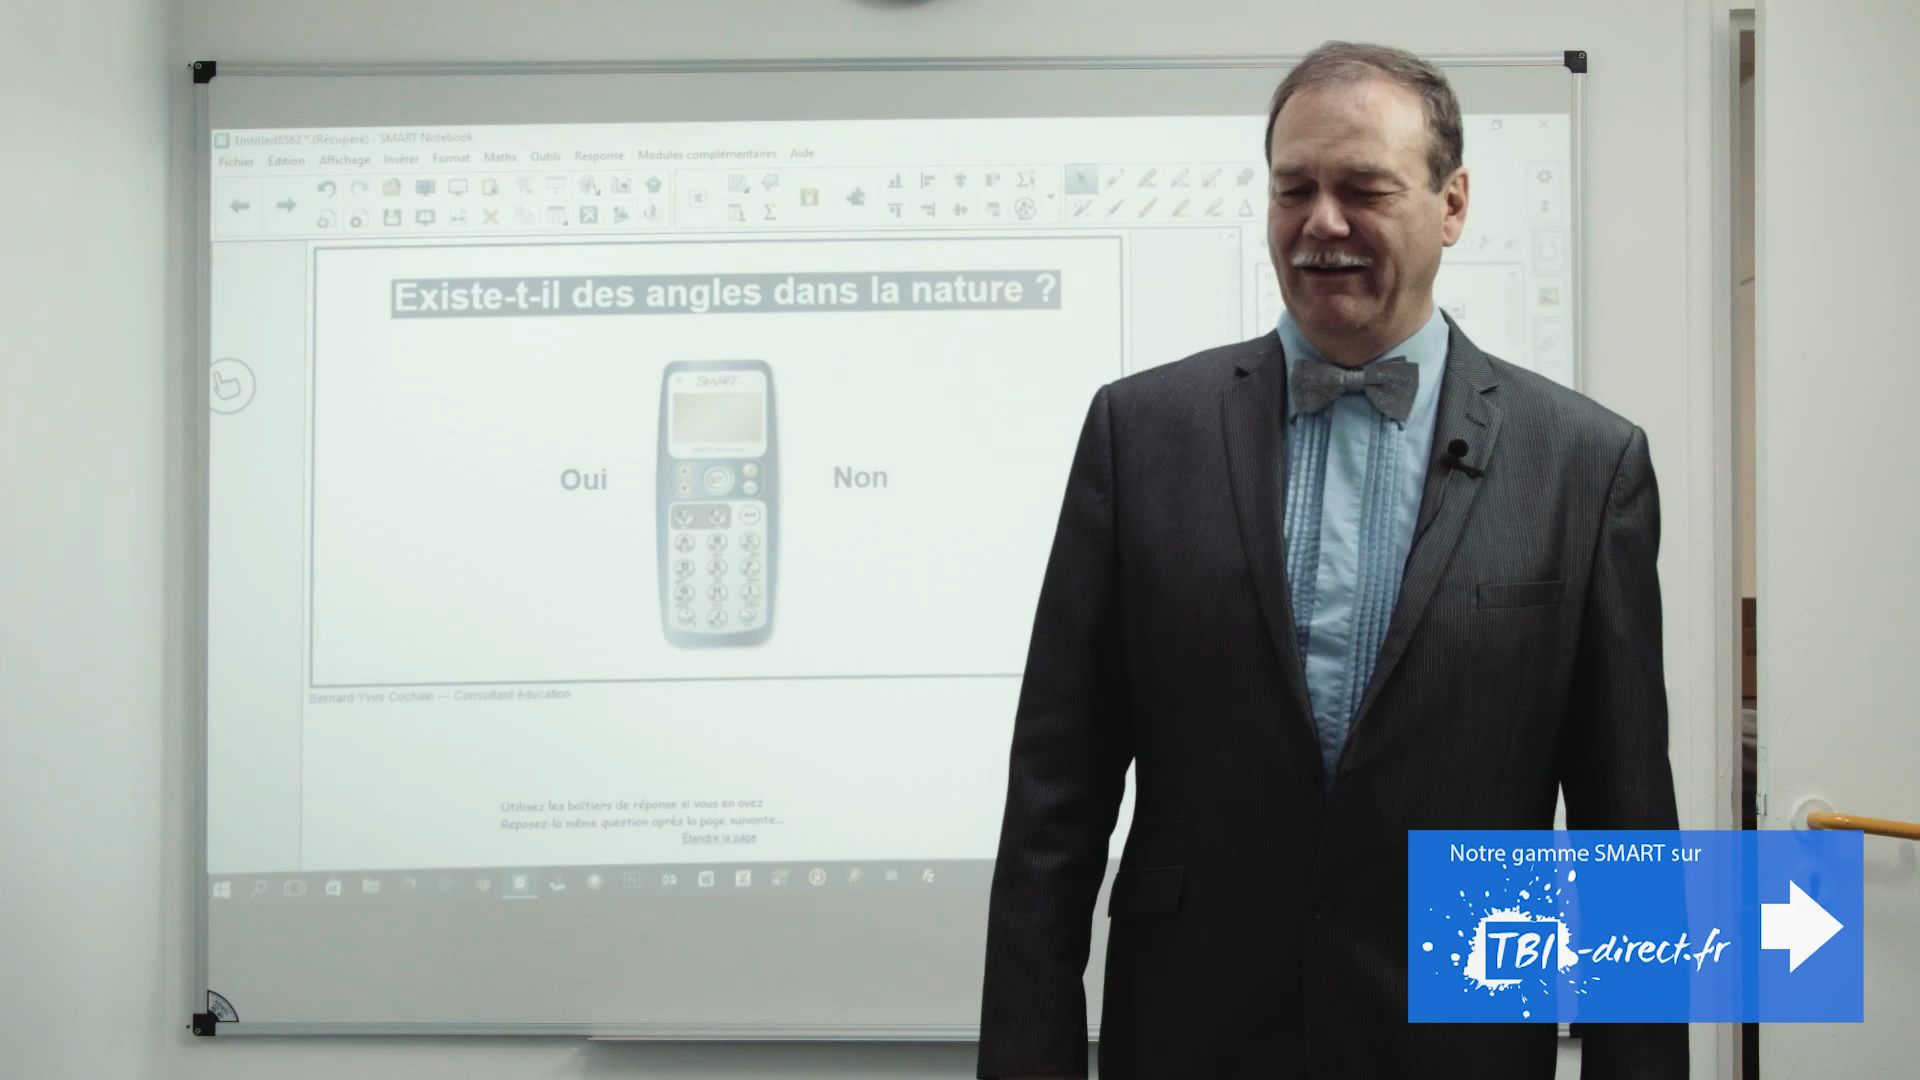 Untitled8562 * (Récupéré) - SMART Notebook
Fichier Édition Affichage Insérer Format Maths Outils Response Modules complémentaires Aide
Existe-t-il des angles dans la nature ?
SMART
Oui
Non
Bernard-Yves Cochain — Consultant éducation
Utilisez les boîtiers de réponse si vous en avez
Reposez-la même question après la page suivante...
Étendre la page
Notre gamme SMART sur
TBI-direct.fr